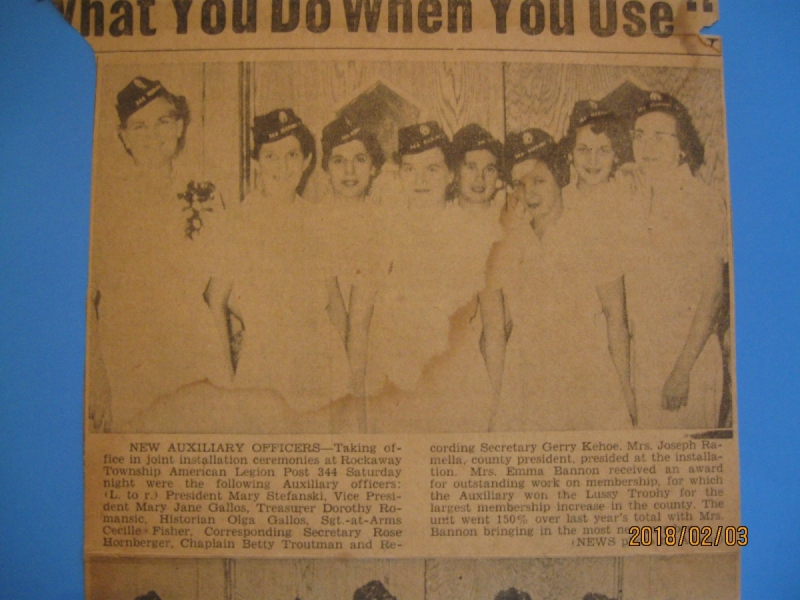 What You Do When You Use"
NEW AUXILIARY OFFICERS—Taking of-
fice in joint installation ceremonies at Rockaway
Township American Legion Post 344 Saturday
night were the following Auxiliary officers:
(L. to r.) President Mary Stefanski, Vice Presi-
dent Mary Jane Gallos, Treasurer Dorothy Ro-
mansic, Historian Olga Gallos, Sgt.-at-Arms
Cecile Fisher, Corresponding Secretary Rose
Hornberger, Chaplain Betty Troutman and Re-
cording Secretary Gerry Kehoe. Mrs. Joseph Ra-
mella, county president, presided at the installa-
tion. Mrs. Emma Bannon received an award
for outstanding work on membership, for which
the Auxiliary won the Lussy Trophy for the
largest membership increase in the county. The
unit went 150% over last year's total with Mrs.
Bannon bringing in the most
(NEWS
2018/02/03